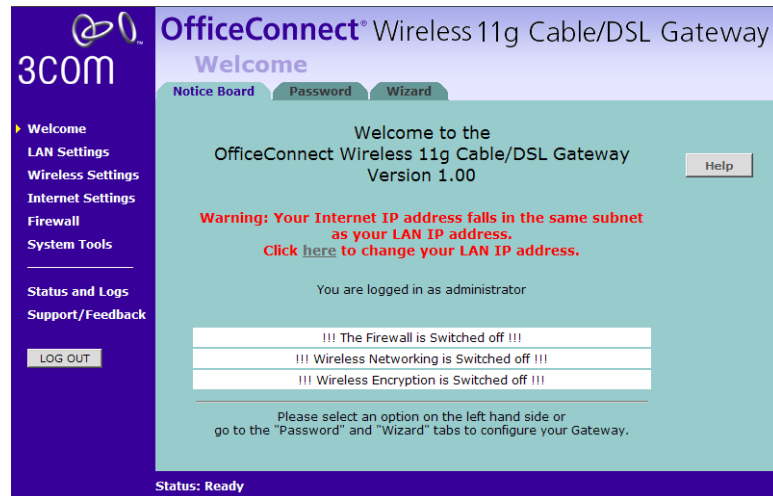 3COM
OfficeConnect® Wireless 11g Cable/DSL Gateway
Welcome
Notice Board Password Wizard
Welcome
LAN Settings
Wireless Settings
Internet Settings
Firewall
System Tools
Status and Logs
Support/Feedback
LOG OUT
Welcome to the
OfficeConnect Wireless 11g Cable/DSL Gateway
Version 1.00
Help
Warning: Your Internet IP address falls in the same subnet
as your LAN IP address.
Click here to change your LAN IP address.
You are logged in as administrator
!!! The Firewall is Switched off !!!
!!! Wireless Networking is Switched off !!!
!!! Wireless Encryption is Switched off !!!
Please select an option on the left hand side or
go to the "Password" and "Wizard" tabs to configure your Gateway.
Status: Ready